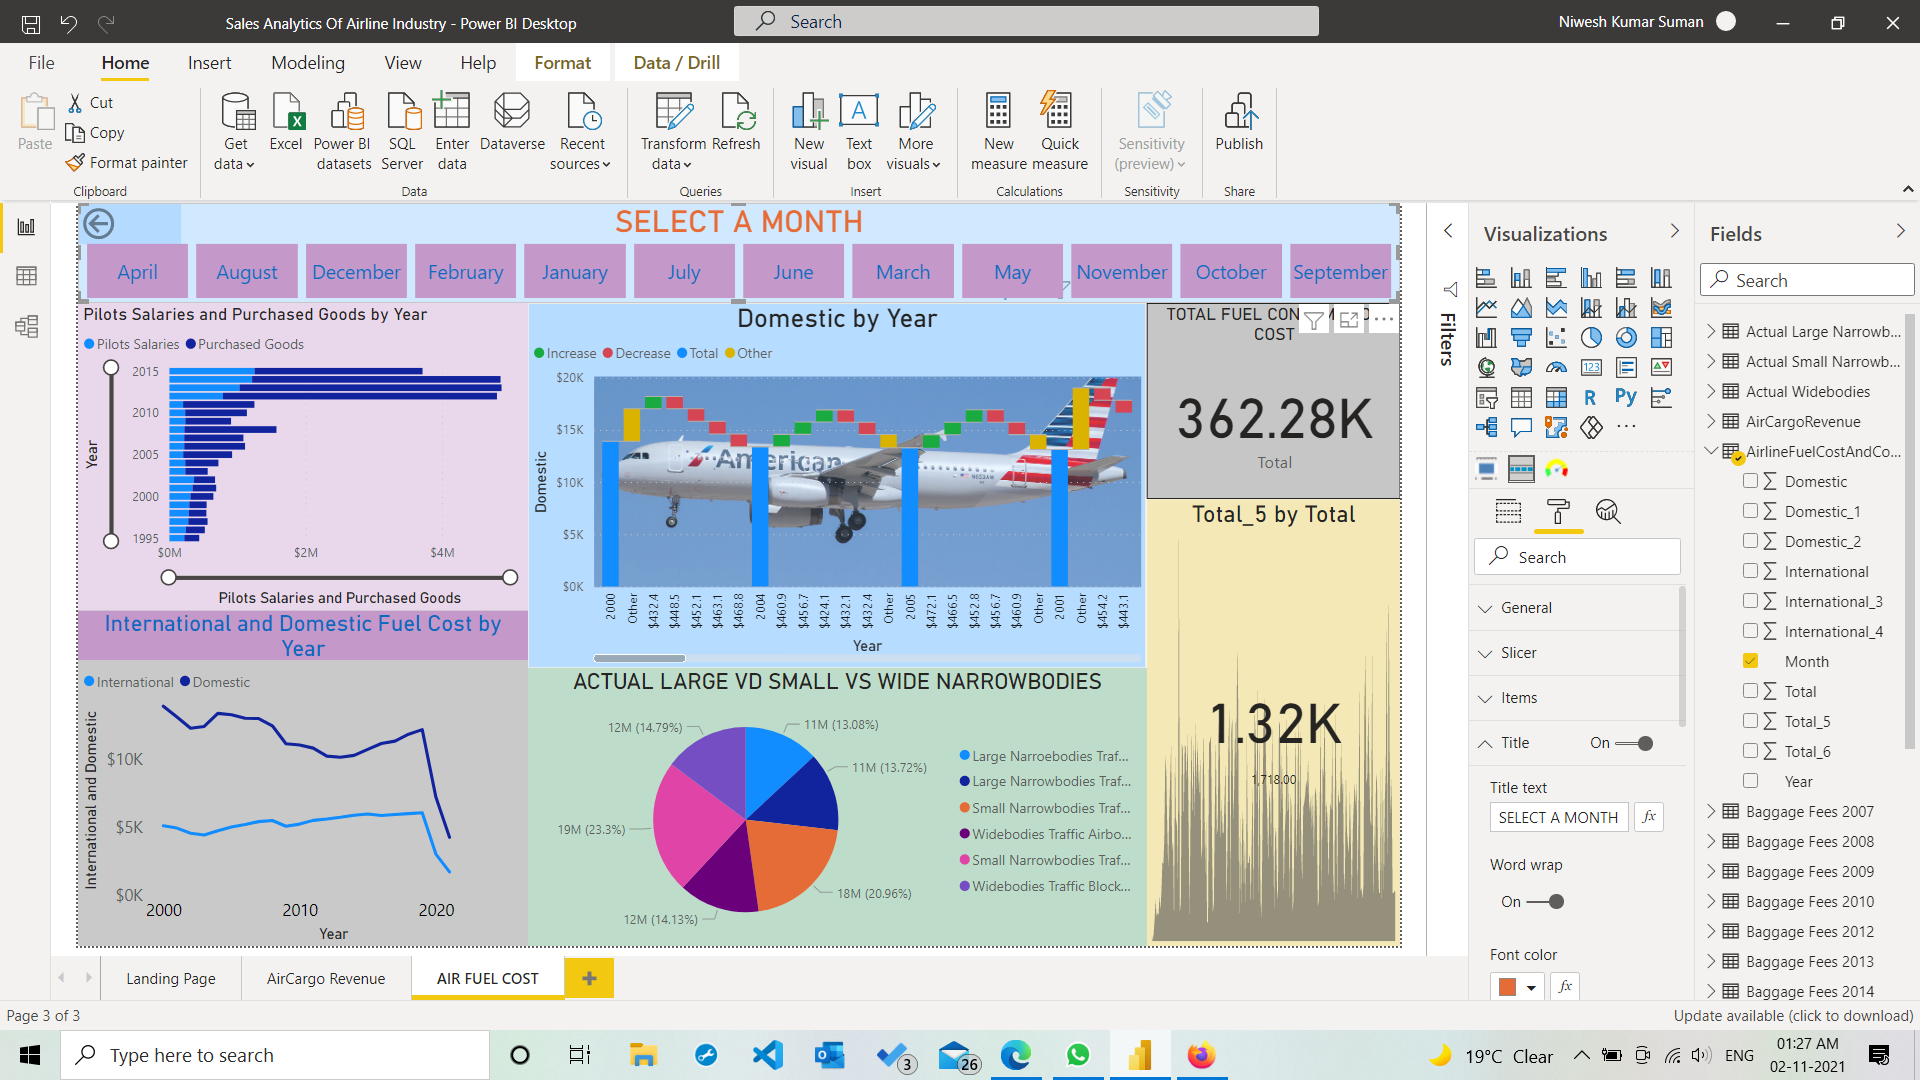 Sales Analytics Of Airline Industry - Power BI Desktop
Search
Niwesh Kumar Suman
File Home Insert Modeling View Help Format Data / Drill
Paste
Cut
Copy
Format painter
Clipboard
Get data
Excel
Power BI datasets
SQL Server
Enter data
Dataverse
Recent sources
Data
Transform data
Refresh
Queries
New visual
Text box
More visuals
Insert
New measure
Quick measure
Calculations
Sensitivity (preview)
Sensitivity
Publish
Share
SELECT A MONTH
April August December February January July June March May November October September
Pilots Salaries and Purchased Goods by Year
Pilots Salaries Purchased Goods
Year
2015
2010
2005
2000
1995
$0M $2M $4M
Pilots Salaries and Purchased Goods
International and Domestic Fuel Cost by
Year
International Domestic
International and Domestic
$10K
$5K
$0K
2000 2010 2020
Year
Domestic by Year
Increase Decrease Total Other
Domestic
$20K
$15K
$10K
$5K
$0K
American
2000 Other $432.4 $448.5 $452.1 $463.1 $468.8 2004 $460.9 $456.7 $424.1 $432.1 $432.4 Other 2005 $472.1 $466.5 $452.8 $456.7 $460.9 Other 2001 Other $454.2 $443.1
Year
ACTUAL LARGE VD SMALL VS WIDE NARROWBODIES
12M (14.79%)
11M (13.08%)
11M (13.72%)
19M (23.3%)
18M (20.96%)
12M (14.13%)
Large Narroebodies Traf...
Large Narrowbodies Traf...
Small Narrowbodies Traf...
Widebodies Traffic Airbo...
Small Narrowbodies Traf...
Widebodies Traffic Block...
TOTAL FUEL CON
COST
362.28K
Total
Total_5 by Total
1.32K
1,718.00
Filters
Visualizations
R Py
123
Search
General
Slicer
Items
Title On
Title text
SELECT A MONTH fx
Word wrap
On
Font color
fx
Fields
Search
Actual Large Narrowb...
Actual Small Narrowb...
Actual Widebodies
AirCargoRevenue
AirlineFuelCostAndCo...
Domestic
Domestic_1
Domestic_2
International
International_3
International_4
Month
Total
Total_5
Total_6
Year
Baggage Fees 2007
Baggage Fees 2008
Baggage Fees 2009
Baggage Fees 2010
Baggage Fees 2012
Baggage Fees 2013
Baggage Fees 2014
Landing Page AirCargo Revenue AIR FUEL COST
Page 3 of 3
Update available (click to download)
Type here to search
3
26
19°C Clear
ENG
01:27 AM
02-11-2021